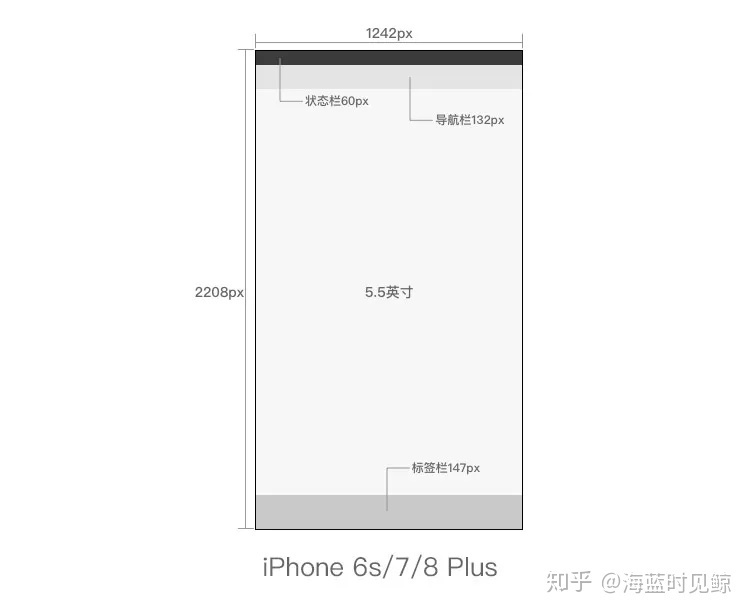 1242px
状态栏60px
导航栏132px
2208px
5.5英寸
标签栏147px
iPhone 6s/7/8 Plus
知乎 @海蓝时见鲸